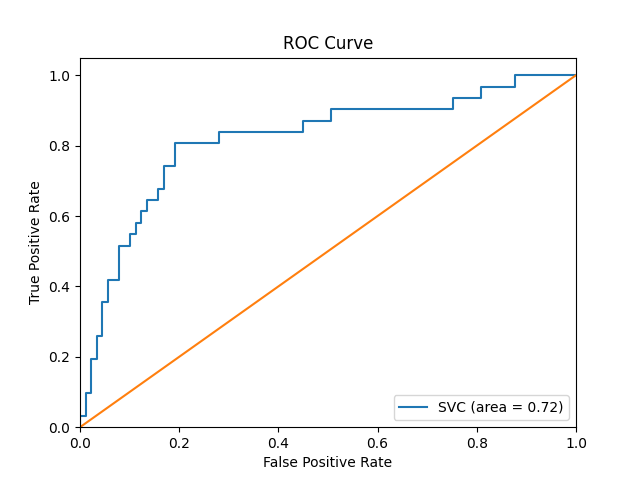 ROC Curve
True Positive Rate
1.0
0.8
0.6
0.4
0.2
0.0
0.0 0.2 0.4 0.6 0.8 1.0
False Positive Rate
SVC (area = 0.72)